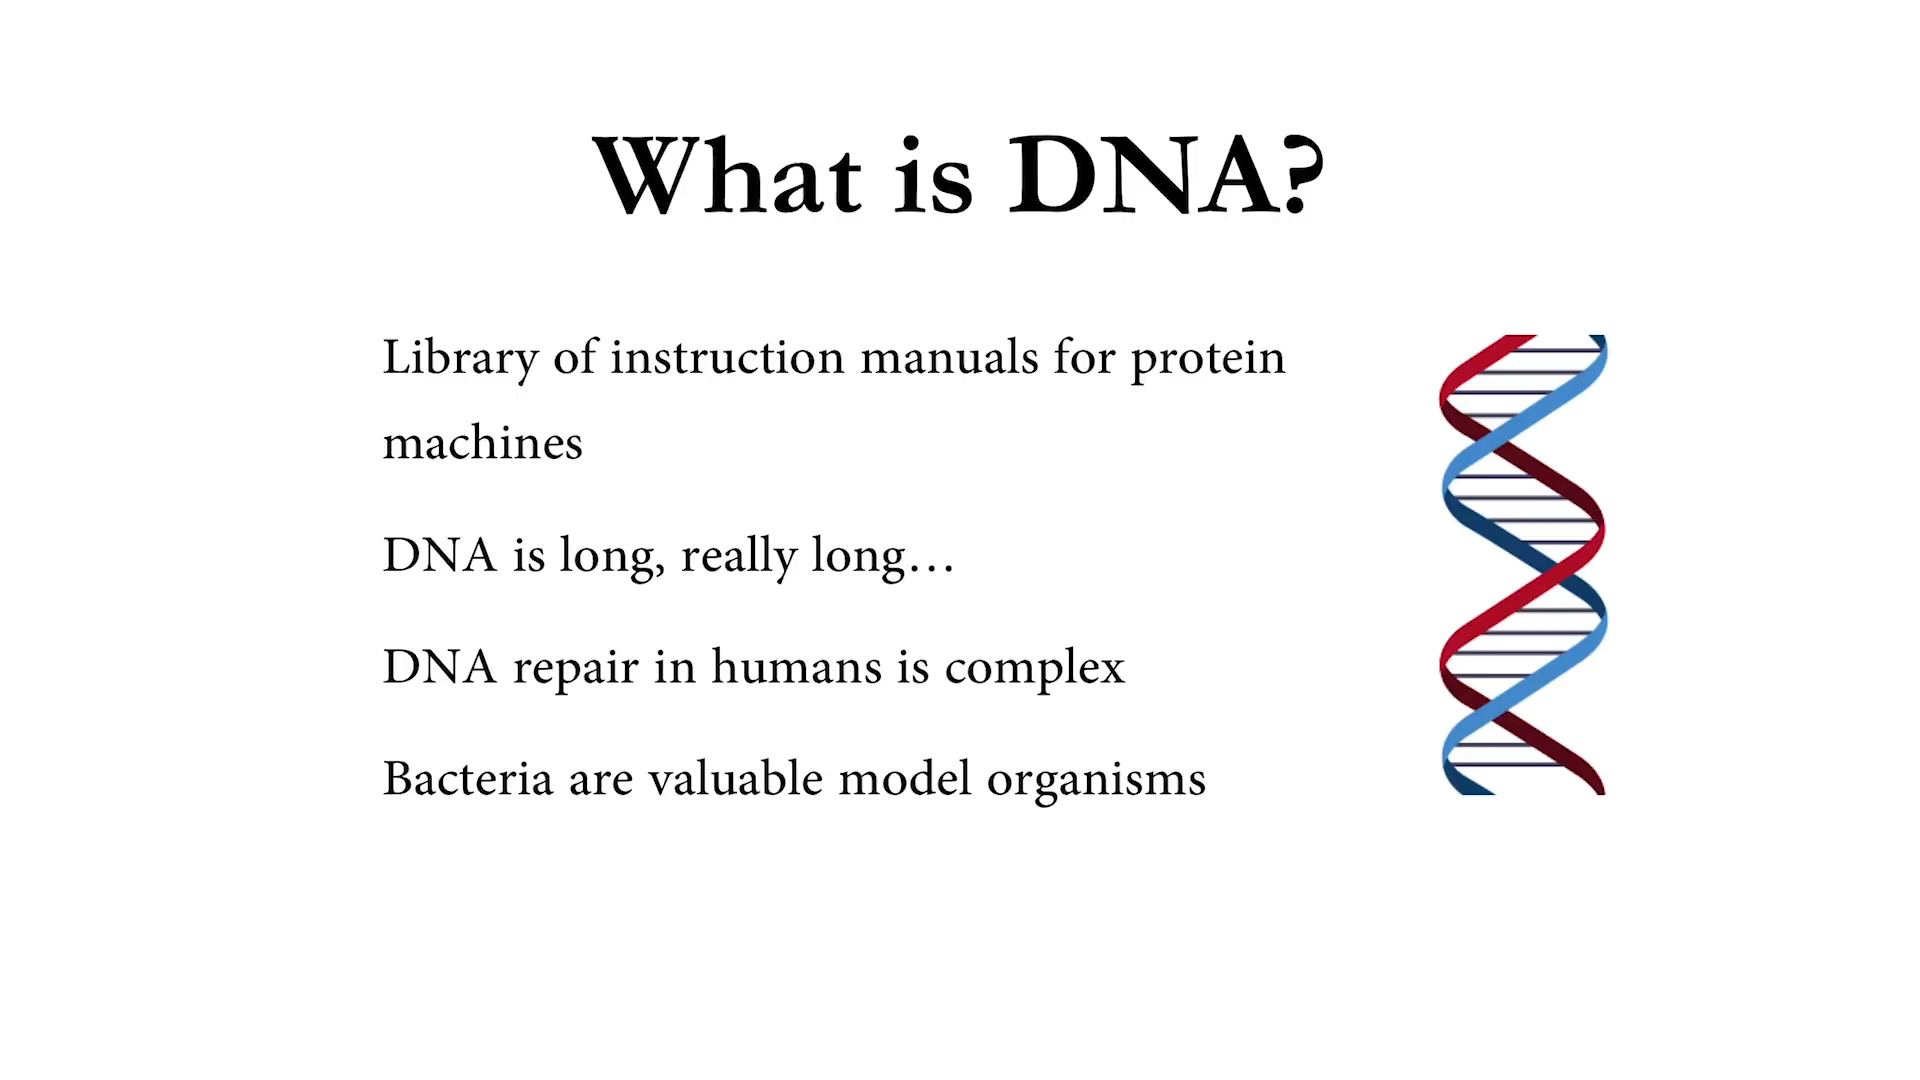 What is DNA?
Library of instruction manuals for protein
machines
DNA is long, really long…
DNA repair in humans is complex
Bacteria are valuable model organisms